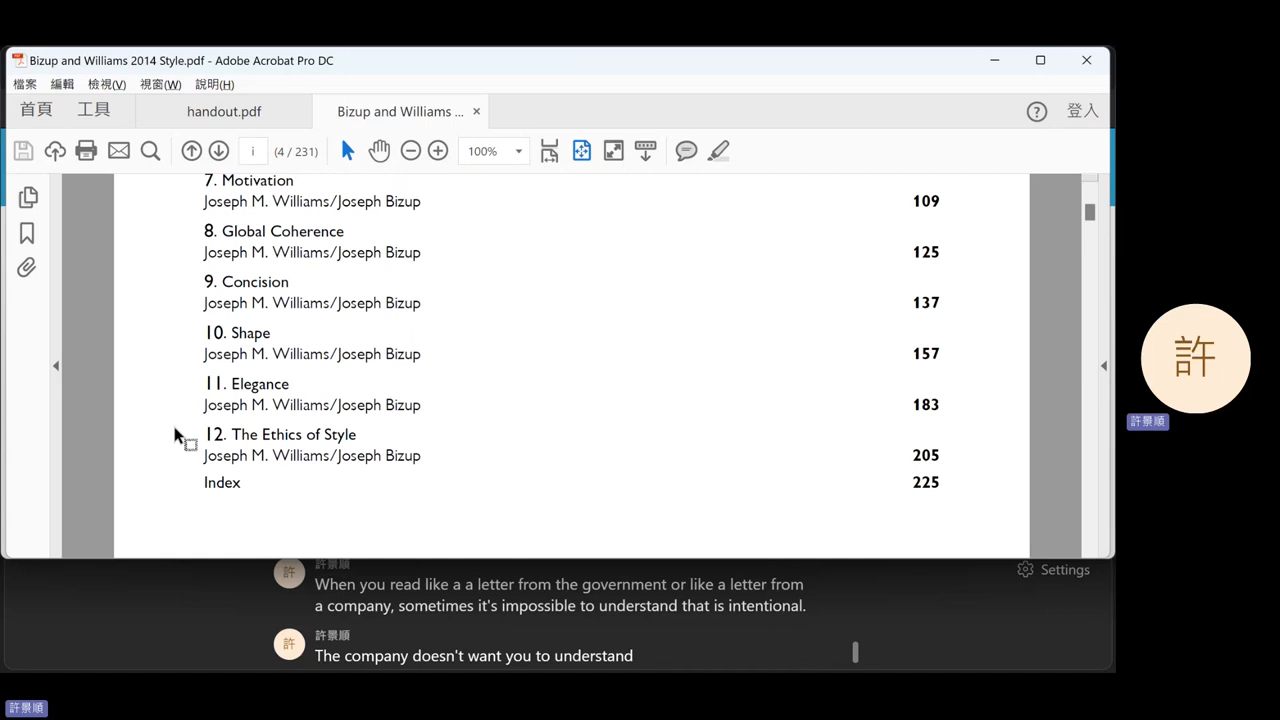 Bizup and Williams 2014 Style.pdf - Adobe Acrobat Pro DC
檔案 編輯 檢視(V) 視窗(W) 說明(H)
首頁 工具 handout.pdf Bizup and Williams ... × 登入
i (4 / 231) 100%
7. Motivation
Joseph M. Williams/Joseph Bizup 109
8. Global Coherence
Joseph M. Williams/Joseph Bizup 125
9. Concision
Joseph M. Williams/Joseph Bizup 137
10. Shape
Joseph M. Williams/Joseph Bizup 157
11. Elegance
Joseph M. Williams/Joseph Bizup 183
12. The Ethics of Style
Joseph M. Williams/Joseph Bizup 205
Index 225
許
許景順
許
許景順
When you read like a a letter from the government or like a letter from
a company, sometimes it's impossible to understand that is intentional.
Settings
許
許景順
The company doesn't want you to understand
許景順